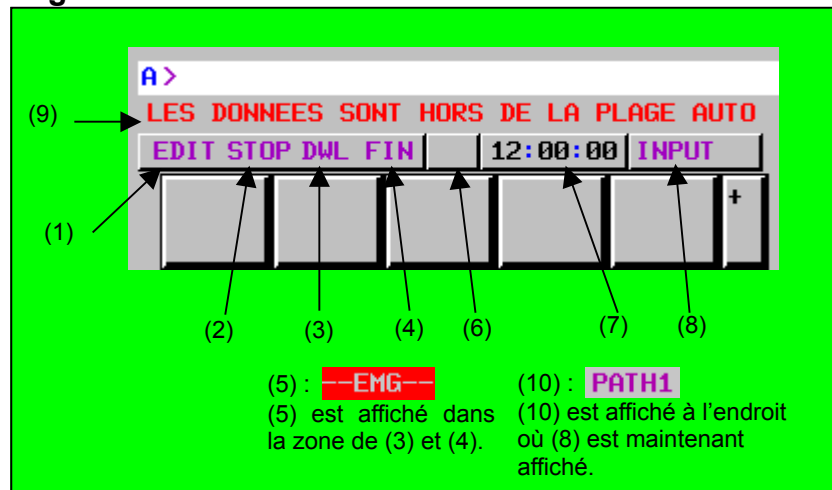 A>
(9)
LES DONNEES SONT HORS DE LA PLAGE AUTO
EDIT STOP DWL FIN 12:00:00 INPUT
+
(1)
(2) (3) (4) (6) (7) (8)
(5) : --EMG--
(5) est affiché dans
la zone de (3) et (4).
(10) : PATH1
(10) est affiché à l’endroit
où (8) est maintenant
affiché.